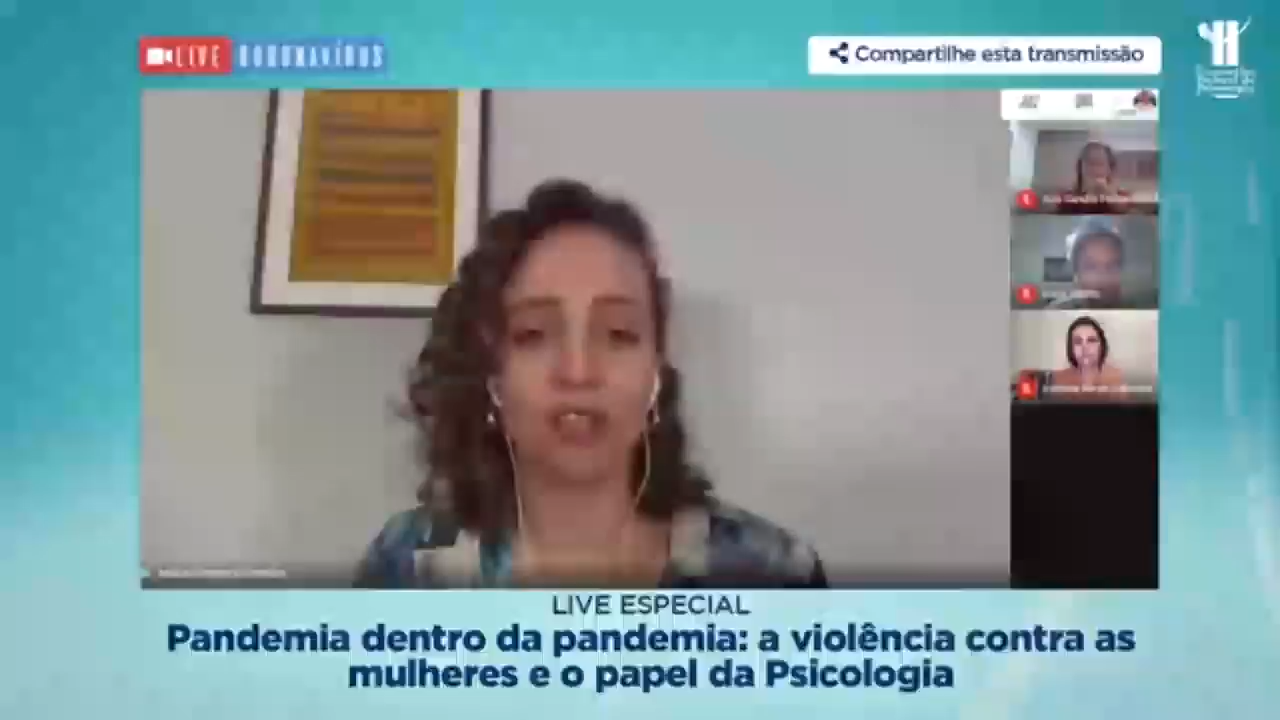 LIVE CORONAVÍRUS
Compartilhe esta transmissão
LIVE ESPECIAL
Pandemia dentro da pandemia: a violência contra as
mulheres e o papel da Psicologia